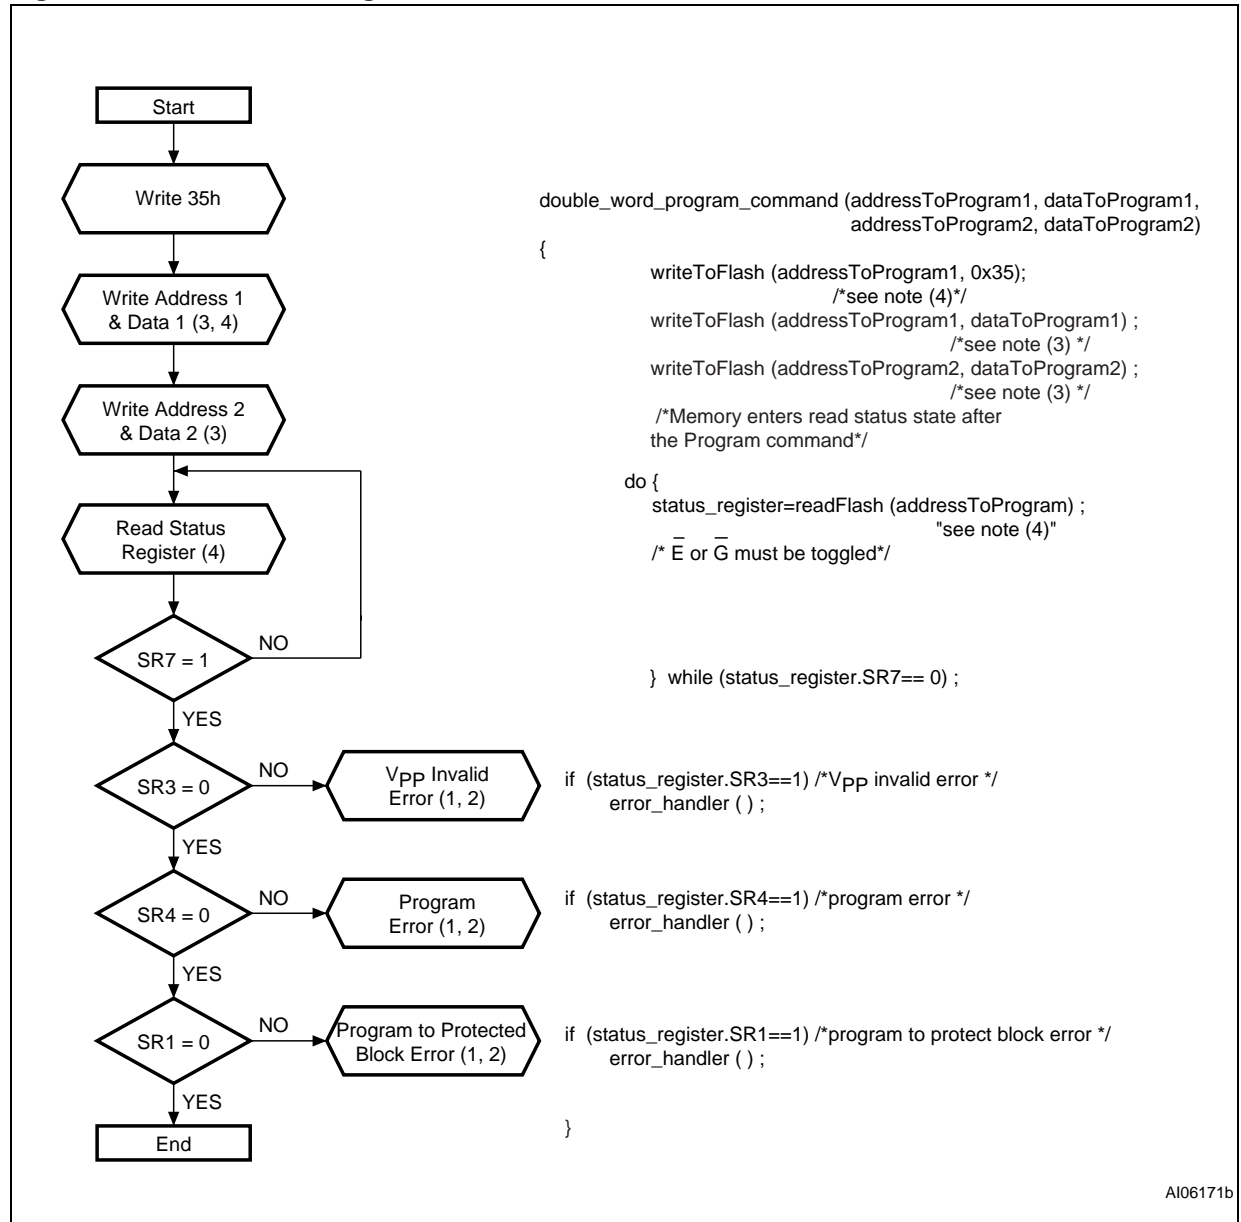 Start
Write 35h
Write Address 1
& Data 1 (3, 4)
Write Address 2
& Data 2 (3)
Read Status
Register (4)
SR7 = 1
NO
YES
SR3 = 0
NO
VPP Invalid
Error (1, 2)
YES
SR4 = 0
NO
Program
Error (1, 2)
YES
SR1 = 0
NO
Program to Protected
Block Error (1, 2)
YES
End
double_word_program_command (addressToProgram1, dataToProgram1,
addressToProgram2, dataToProgram2)
{
writeToFlash (addressToProgram1, 0x35);
/*see note (4)*/
writeToFlash (addressToProgram1, dataToProgram1) ;
/*see note (3) */
writeToFlash (addressToProgram2, dataToProgram2) ;
/*see note (3) */
/*Memory enters read status state after
the Program command*/
do {
status_register=readFlash (addressToProgram) ;
"see note (4)"
/* E̅ or G̅ must be toggled*/
} while (status_register.SR7== 0) ;
if (status_register.SR3==1) /*VPP invalid error */
error_handler ( ) ;
if (status_register.SR4==1) /*program error */
error_handler ( ) ;
if (status_register.SR1==1) /*program to protect block error */
error_handler ( ) ;
}
AI06171b